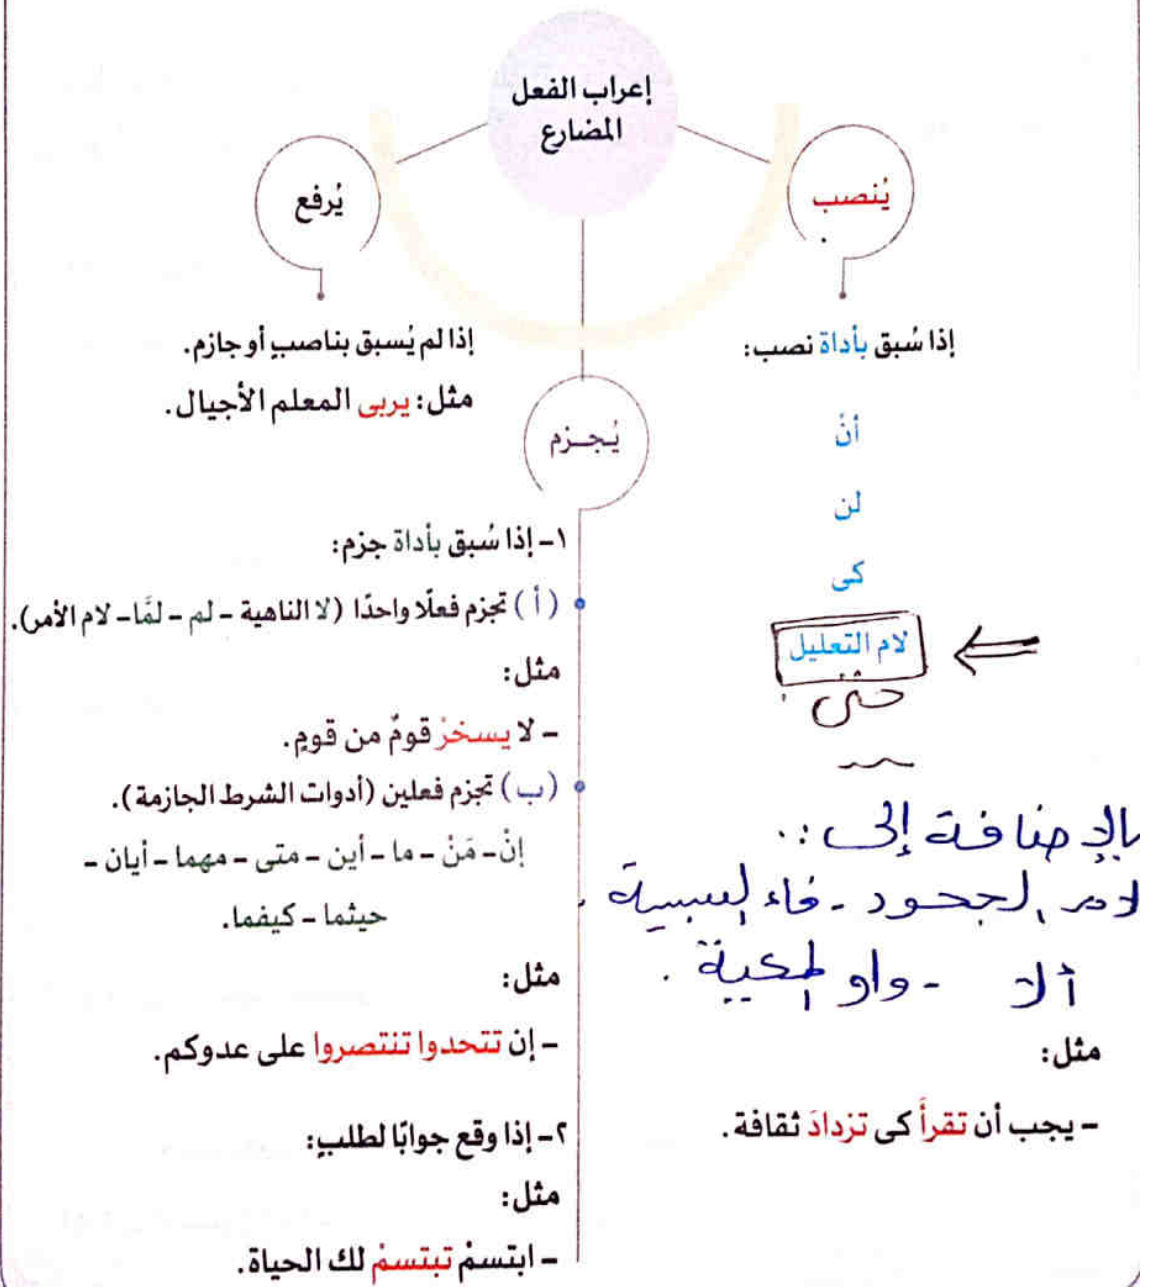 إعراب الفعل
المضارع
يُنصب
إذا سُبق بأداة نصب:
أنْ
لن
كى
لام التعليل
حتى
بالإضافة إلى :.
لام الجحود - فاء السببية
ألا - واو المعية.
مثل:
– يجب أن تقرأَ كى تزدادَ ثقافة.
يُجزم
١- إذا سُبق بأداة جزم:
(أ) تجزم فعلًا واحدًا (لا الناهية – لم – لمَّا – لام الأمر).
مثل:
– لا يسخرْ قومٌ من قومٍ.
(ب) تجزم فعلين (أدوات الشرط الجازمة).
إنْ – مَنْ – ما – أين – متى – مهما – أيان –
حيثما – كيفما.
مثل:
– إن تتحدوا تنتصروا على عدوكم.
٢- إذا وقع جوابًا لطلبٍ:
مثل:
– ابتسمْ تبتسمْ لك الحياة.
يُرفع
إذا لم يُسبق بناصبٍ أو جازم.
مثل: يربى المعلم الأجيال.